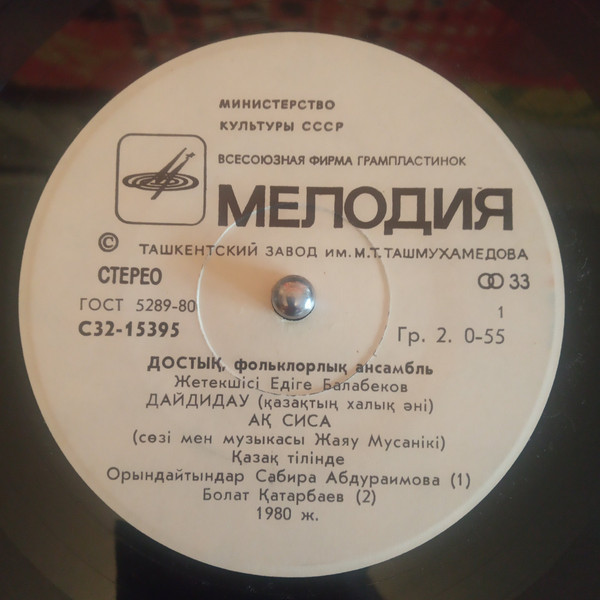 МИНИСТЕРСТВО
КУЛЬТУРЫ СССР
ВСЕСОЮЗНАЯ ФИРМА ГРАМПЛАСТИНОК
МЕЛОДИЯ
© ТАШКЕНТСКИЙ ЗАВОД ИМ. М. Т. ТАШМУХАМЕДОВА
СТЕРЕО
33
ГОСТ 5289-80
1
С32-15395
Гр. 2. 0-55
ДОСТЫҚ, фольклорлық ансамбль
Жетекшісі Едіге Балабеков
ДАЙДИДАУ (қазақтың халық әні)
АҚ СИСА
(сөзі мен музыкасы Жаяу Мусанікі)
Қазақ тілінде
Орындайтындар Сабира Абдураимова (1)
Болат Қатарбаев (2)
1980 ж.